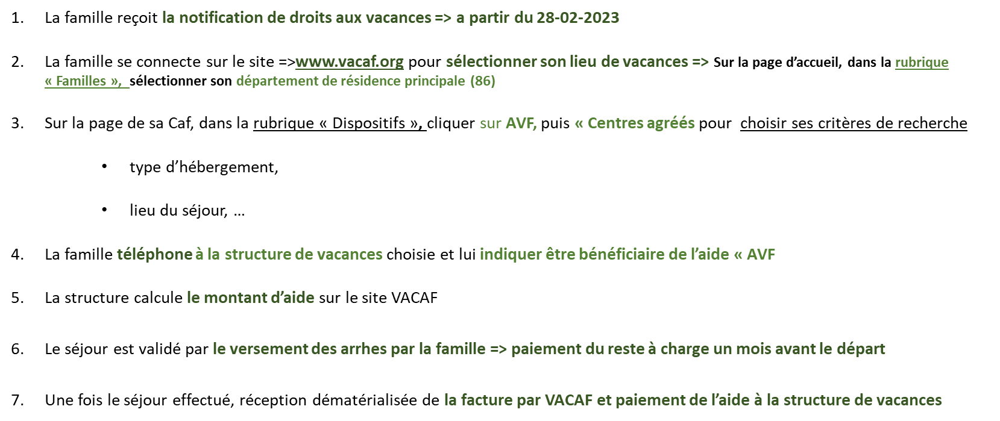 1. La famille reçoit la notification de droits aux vacances => a partir du 28-02-2023
2. La famille se connecte sur le site =>www.vacaf.org pour sélectionner son lieu de vacances => Sur la page d’accueil, dans la rubrique
« Familles », sélectionner son département de résidence principale (86)
3. Sur la page de sa Caf, dans la rubrique « Dispositifs », cliquer sur AVF, puis « Centres agréés pour choisir ses critères de recherche
• type d’hébergement,
• lieu du séjour, …
4. La famille téléphone à la structure de vacances choisie et lui indiquer être bénéficiaire de l’aide « AVF
5. La structure calcule le montant d’aide sur le site VACAF
6. Le séjour est validé par le versement des arrhes par la famille => paiement du reste à charge un mois avant le départ
7. Une fois le séjour effectué, réception dématérialisée de la facture par VACAF et paiement de l’aide à la structure de vacances